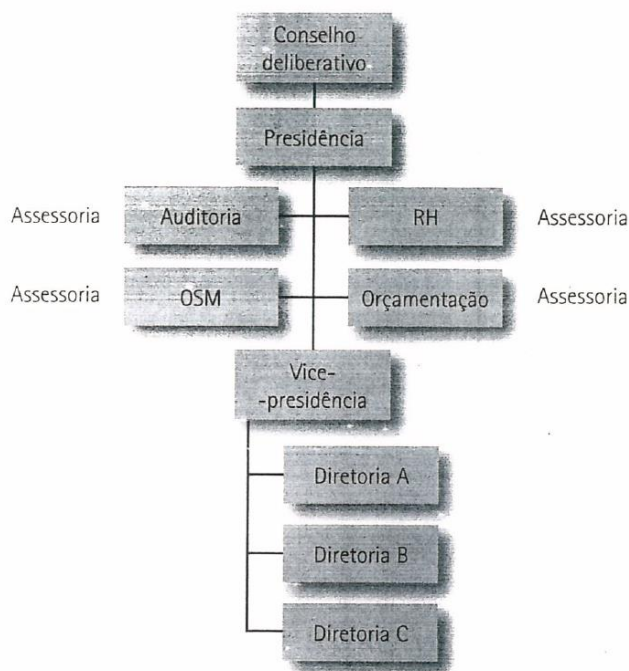 Conselho
deliberativo
Presidência
Assessoria Auditoria RH Assessoria
Assessoria OSM Orçamentação Assessoria
Vice-
-presidência
Diretoria A
Diretoria B
Diretoria C